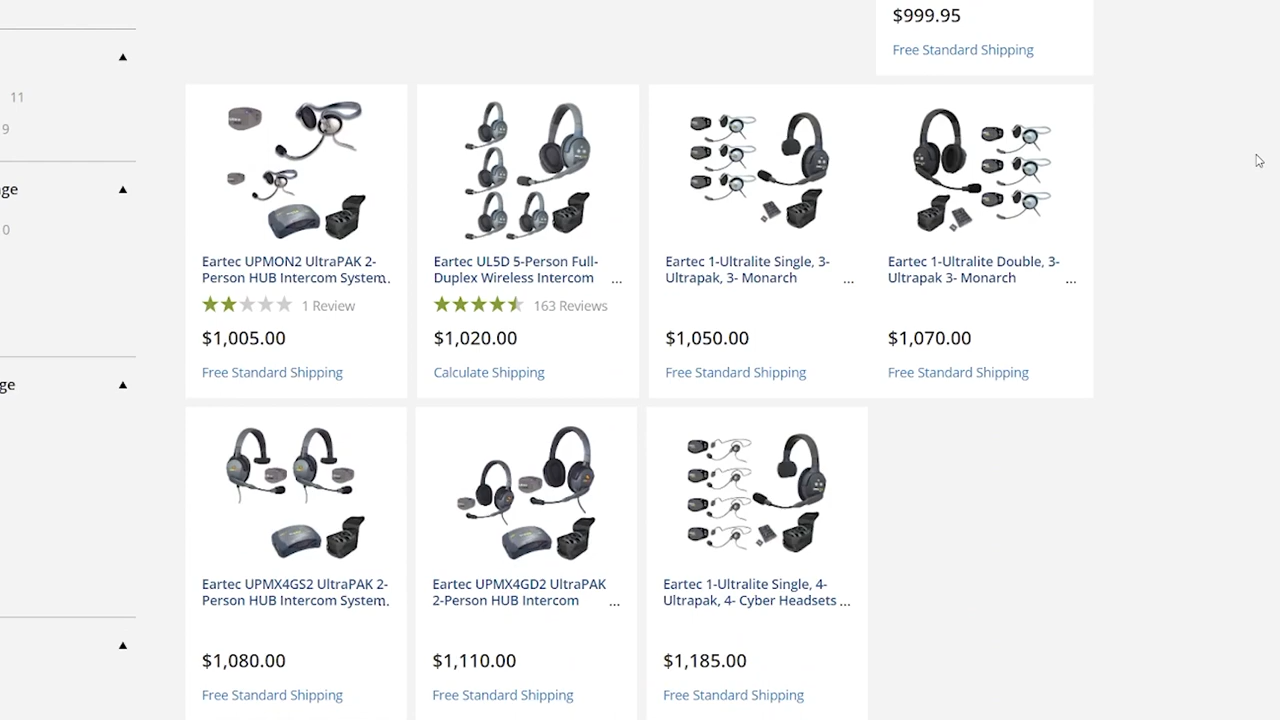 $999.95
Free Standard Shipping
11
9
ge
0
ge
Eartec UPMON2 UltraPAK 2-
Person HUB Intercom System...
1 Review
$1,005.00
Free Standard Shipping
Eartec UL5D 5-Person Full-
Duplex Wireless Intercom ...
163 Reviews
$1,020.00
Calculate Shipping
Eartec 1-Ultralite Single, 3-
Ultrapak, 3- Monarch ...
$1,050.00
Free Standard Shipping
Eartec 1-Ultralite Double, 3-
Ultrapak 3- Monarch ...
$1,070.00
Free Standard Shipping
Eartec UPMX4GS2 UltraPAK 2-
Person HUB Intercom System...
$1,080.00
Free Standard Shipping
Eartec UPMX4GD2 UltraPAK
2-Person HUB Intercom ...
$1,110.00
Free Standard Shipping
Eartec 1-Ultralite Single, 4-
Ultrapak, 4- Cyber Headsets ...
$1,185.00
Free Standard Shipping